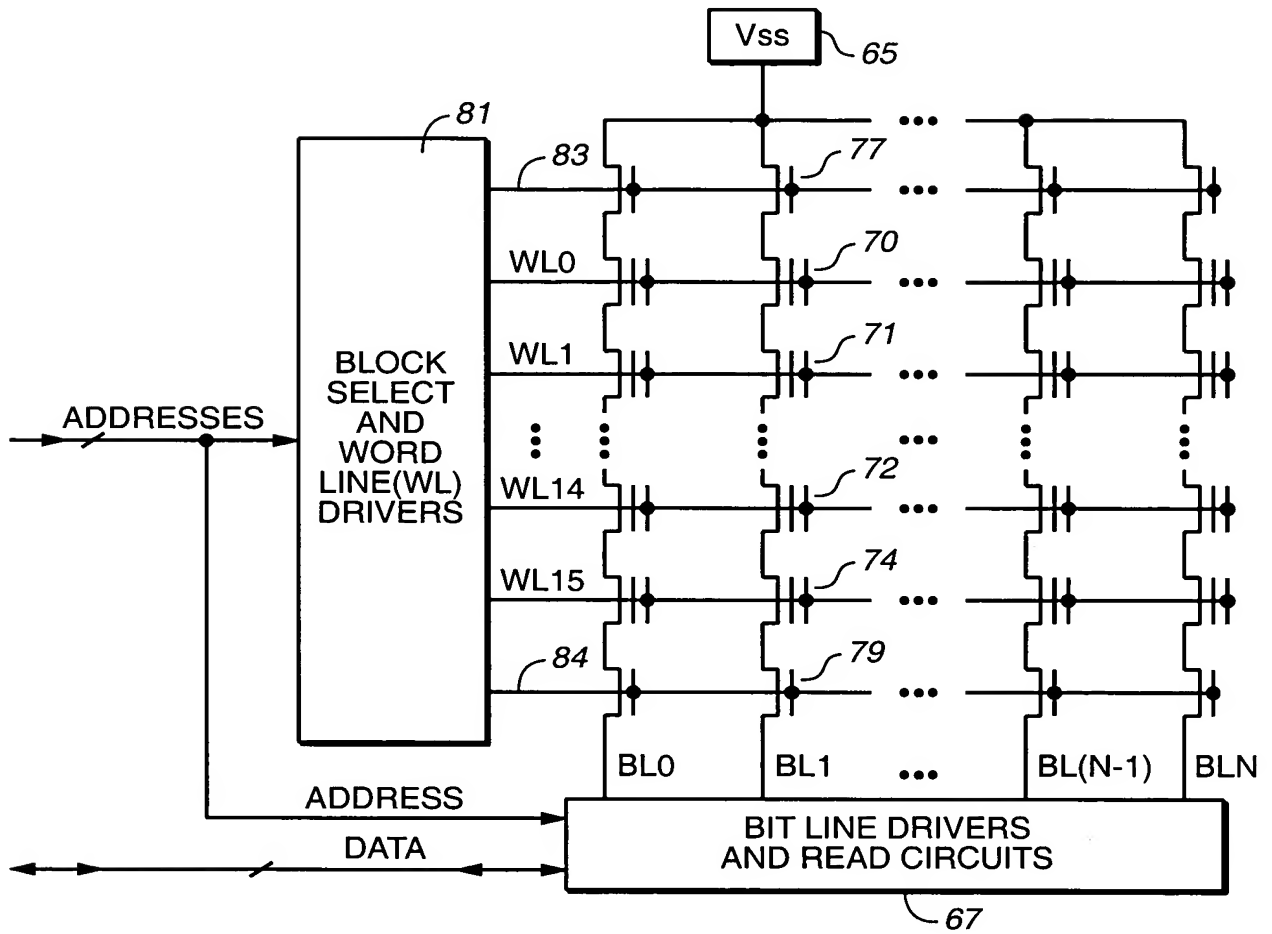 Vss
65
81
83
77
WL0
70
WL1
71
BLOCK
SELECT
AND
WORD
LINE(WL)
DRIVERS
ADDRESSES
WL14
72
WL15
74
84
79
BL0
BL1
BL(N-1)
BLN
ADDRESS
DATA
BIT LINE DRIVERS
AND READ CIRCUITS
67